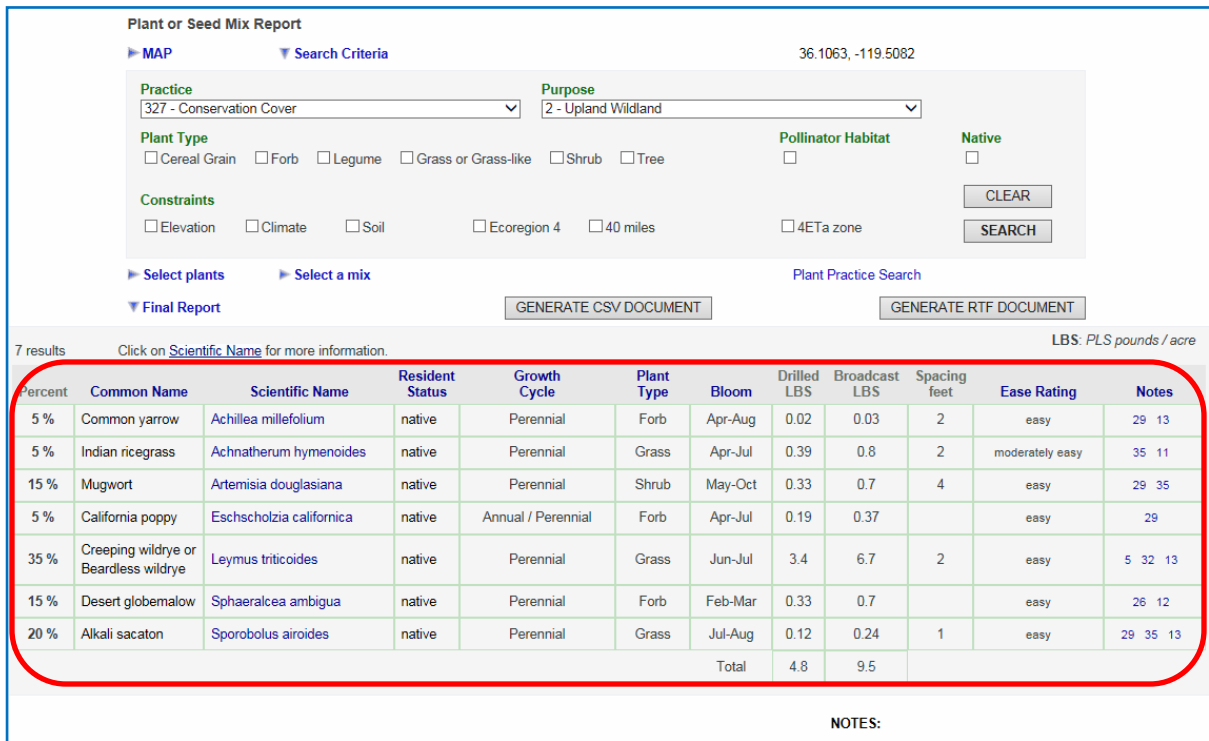 Plant or Seed Mix Report
MAP Search Criteria 36.1063, -119.5082
Practice Purpose
327 - Conservation Cover 2 - Upland Wildland
Plant Type Pollinator Habitat Native
Cereal Grain Forb Legume Grass or Grass-like Shrub Tree
Constraints CLEAR
Elevation Climate Soil Ecoregion 4 40 miles 4ETa zone SEARCH
Select plants Select a mix Plant Practice Search
Final Report GENERATE CSV DOCUMENT GENERATE RTF DOCUMENT
LBS: PLS pounds / acre
7 results Click on Scientific Name for more information.
Percent Common Name Scientific Name Resident Status Growth Cycle Plant Type Bloom Drilled LBS Broadcast LBS Spacing feet Ease Rating Notes
5 % Common yarrow Achillea millefolium native Perennial Forb Apr-Aug 0.02 0.03 2 easy 29 13
5 % Indian ricegrass Achnatherum hymenoides native Perennial Grass Apr-Jul 0.39 0.8 2 moderately easy 35 11
15 % Mugwort Artemisia douglasiana native Perennial Shrub May-Oct 0.33 0.7 4 easy 29 35
5 % California poppy Eschscholzia californica native Annual / Perennial Forb Apr-Jul 0.19 0.37 easy 29
35 % Creeping wildrye or Beardless wildrye Leymus triticoides native Perennial Grass Jun-Jul 3.4 6.7 2 easy 5 32 13
15 % Desert globemalow Sphaeralcea ambigua native Perennial Forb Feb-Mar 0.33 0.7 easy 26 12
20 % Alkali sacaton Sporobolus airoides native Perennial Grass Jul-Aug 0.12 0.24 1 easy 29 35 13
Total 4.8 9.5
NOTES: